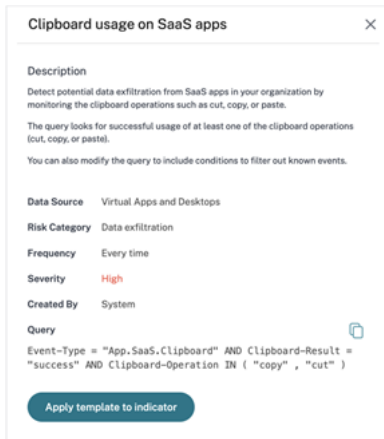 Clipboard usage on SaaS apps
Description
Detect potential data exfiltration from SaaS apps in your organization by
monitoring the clipboard operations such as cut, copy, or paste.
The query looks for successful usage of at least one of the clipboard operations
(cut, copy, or paste).
You can also modify the query to include conditions to filter out known events.
Data Source Virtual Apps and Desktops
Risk Category Data exfiltration
Frequency Every time
Severity High
Created By System
Query
Event-Type = "App.SaaS.Clipboard" AND Clipboard-Result =
"success" AND Clipboard-Operation IN ( "copy" , "cut" )
Apply template to indicator